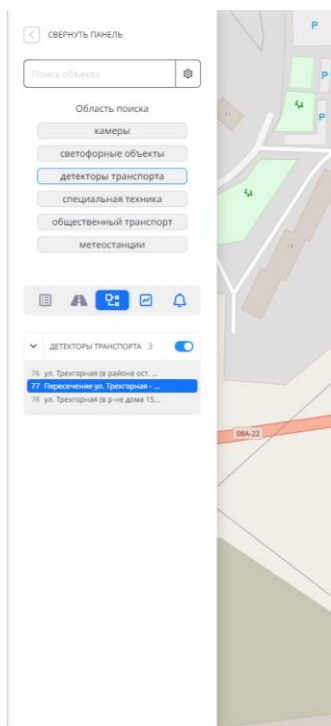 СВЕРНУТЬ ПАНЕЛЬ
P
Поиск объекта
P
Область поиска
P
камеры
светофорные объекты
детекторы транспорта
специальная техника
общественный транспорт
метеостанции
ДЕТЕКТОРЫ ТРАНСПОРТА 3
76 ул. Трехгорная (в районе ост. ...
77 Пересечение ул. Трехгорная - ...
78 ул. Трехгорная (в р-не дома 15...
08A-22